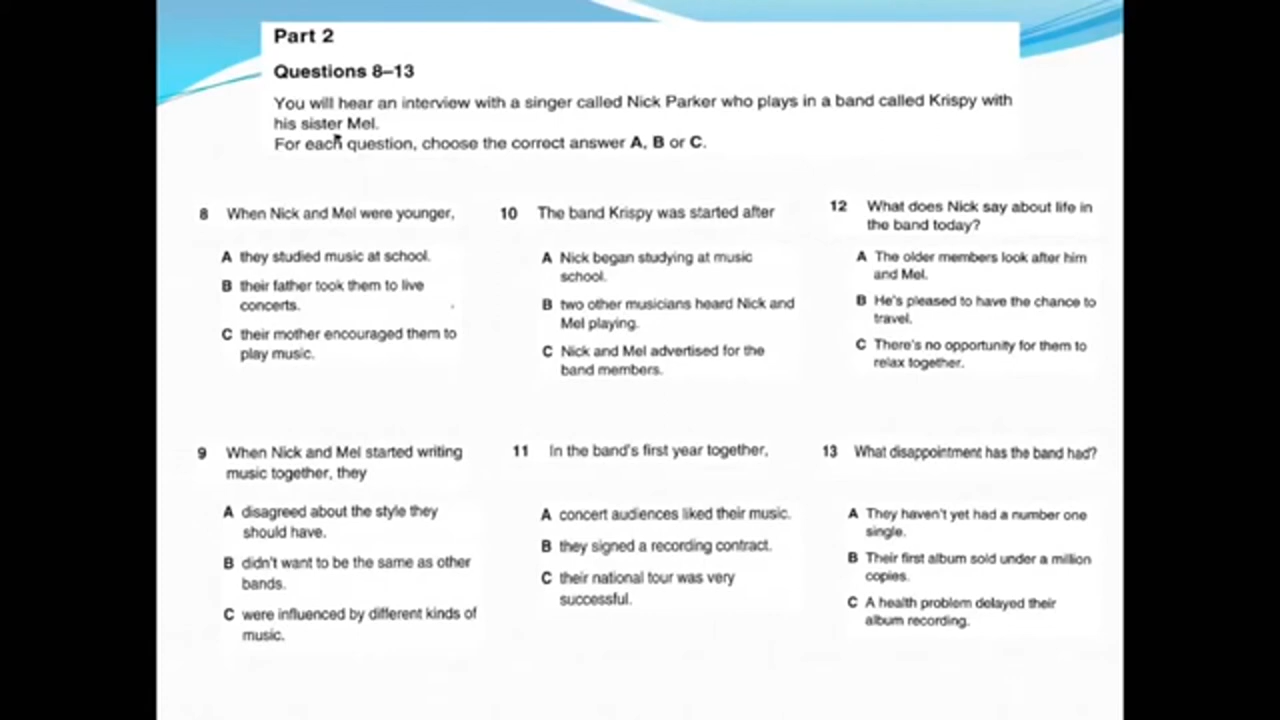 Part 2
Questions 8–13
You will hear an interview with a singer called Nick Parker who plays in a band called Krispy with
his sister Mel.
For each question, choose the correct answer A, B or C.
8 When Nick and Mel were younger,
A they studied music at school.
B their father took them to live
concerts.
C their mother encouraged them to
play music.
9 When Nick and Mel started writing
music together, they
A disagreed about the style they
should have.
B didn't want to be the same as other
bands.
C were influenced by different kinds of
music.
10 The band Krispy was started after
A Nick began studying at music
school.
B two other musicians heard Nick and
Mel playing.
C Nick and Mel advertised for the
band members.
11 In the band's first year together,
A concert audiences liked their music.
B they signed a recording contract.
C their national tour was very
successful.
12 What does Nick say about life in
the band today?
A The older members look after him
and Mel.
B He's pleased to have the chance to
travel.
C There's no opportunity for them to
relax together.
13 What disappointment has the band had?
A They haven't yet had a number one
single.
B Their first album sold under a million
copies.
C A health problem delayed their
album recording.